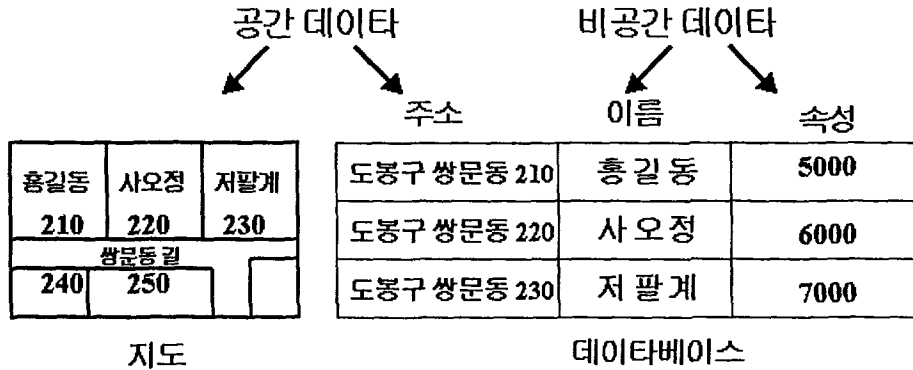 공간 데이타 비공간 데이타
주소 이름 속성
홍길동 사오정 저팔계
210 220 230
쌍문동 길
240 250
도봉구 쌍문동 210 홍길동 5000
도봉구 쌍문동 220 사오정 6000
도봉구 쌍문동 230 저팔계 7000
지도 데이타베이스